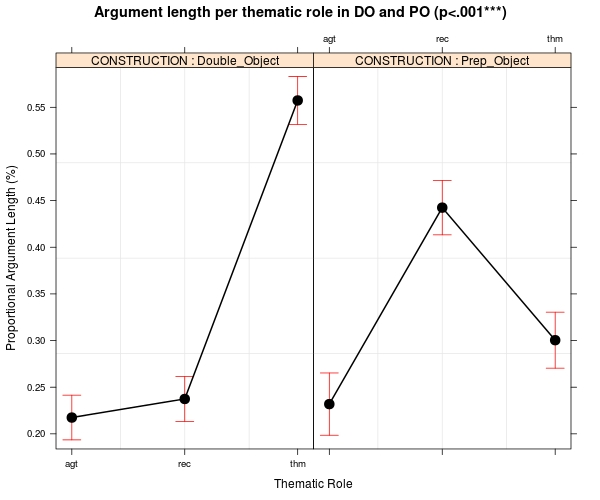 Argument length per thematic role in DO and PO (p<.001***)
agt rec thm
CONSTRUCTION : Double_Object CONSTRUCTION : Prep_Object
0.55
0.50
0.45
0.40
0.35
0.30
0.25
0.20
Proportional Argument Length (%)
agt rec thm
Thematic Role